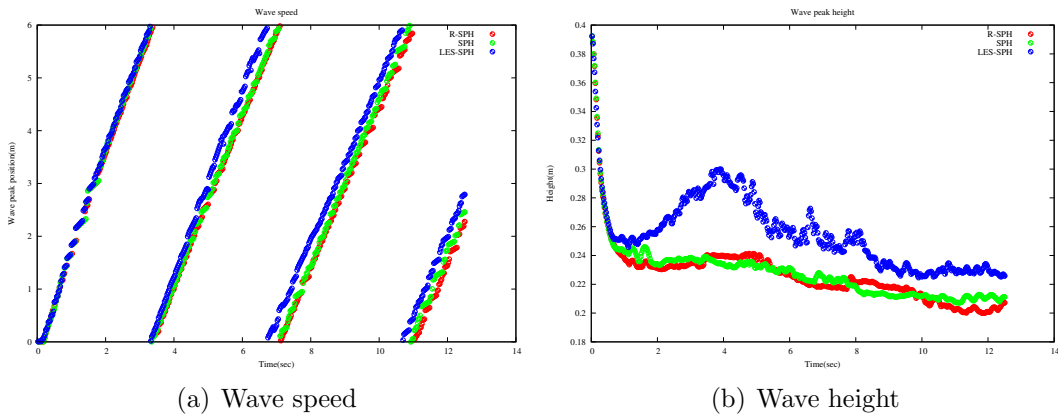 Wave speed
R-SPH
SPH
LES-SPH
Wave peak position(m)
6
5
4
3
2
1
0
0 2 4 6 8 10 12 14
Time(sec)
(a) Wave speed
Wave peak height
R-SPH
SPH
LES-SPH
Height(m)
0.4
0.38
0.36
0.34
0.32
0.3
0.28
0.26
0.24
0.22
0.2
0.18
0 2 4 6 8 10 12 14
Time(sec)
(b) Wave height